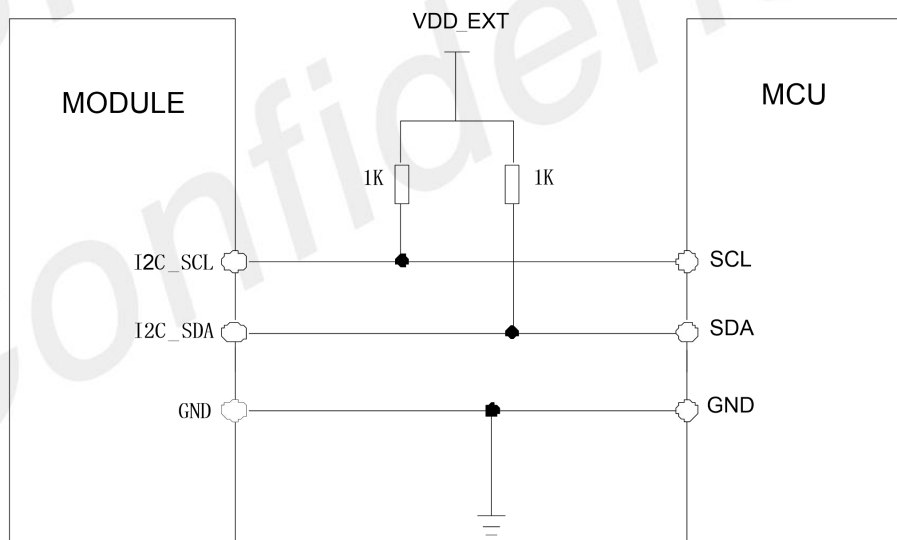 VDD_EXT
MODULE
MCU
1K
1K
I2C_SCL
SCL
I2C_SDA
SDA
GND
GND
Confidential